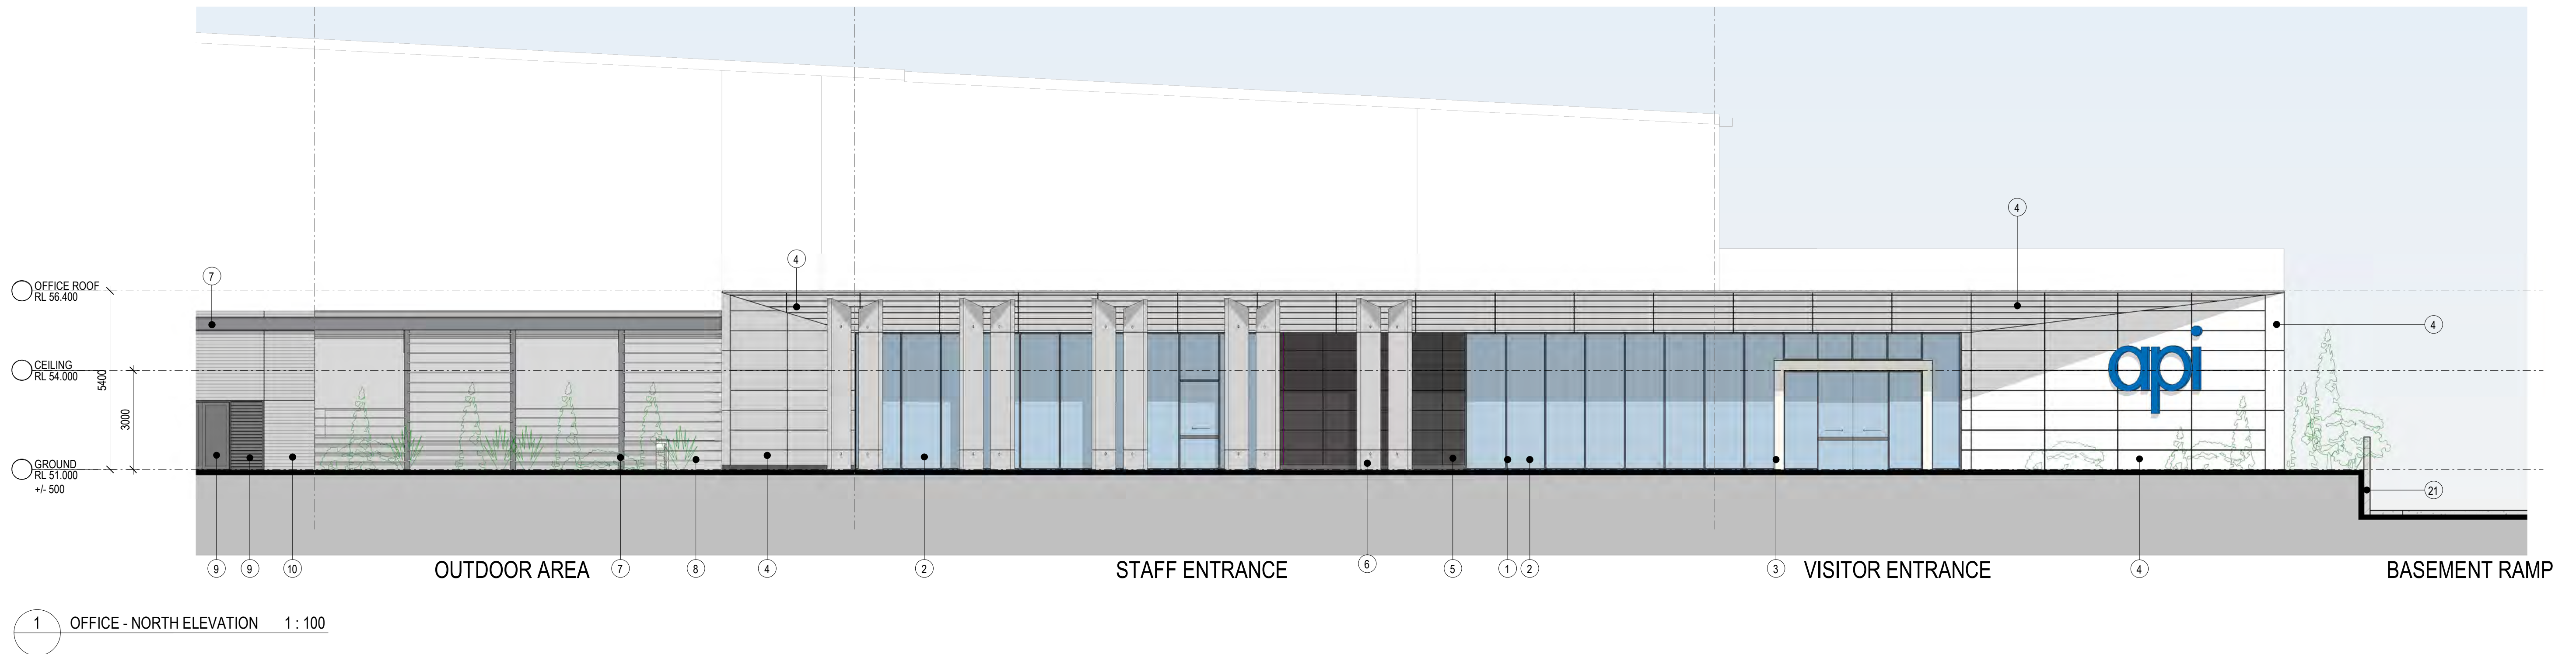 4
4
7
OFFICE ROOF
RL 56.400
4
api
CEILING
RL 54.000
5400
3000
GROUND
RL 51.000
+/- 500
21
9
9
10
OUTDOOR AREA
7
8
4
2
STAFF ENTRANCE
6
5
1
2
3
VISITOR ENTRANCE
4
BASEMENT RAMP
1
OFFICE - NORTH ELEVATION
1 : 100